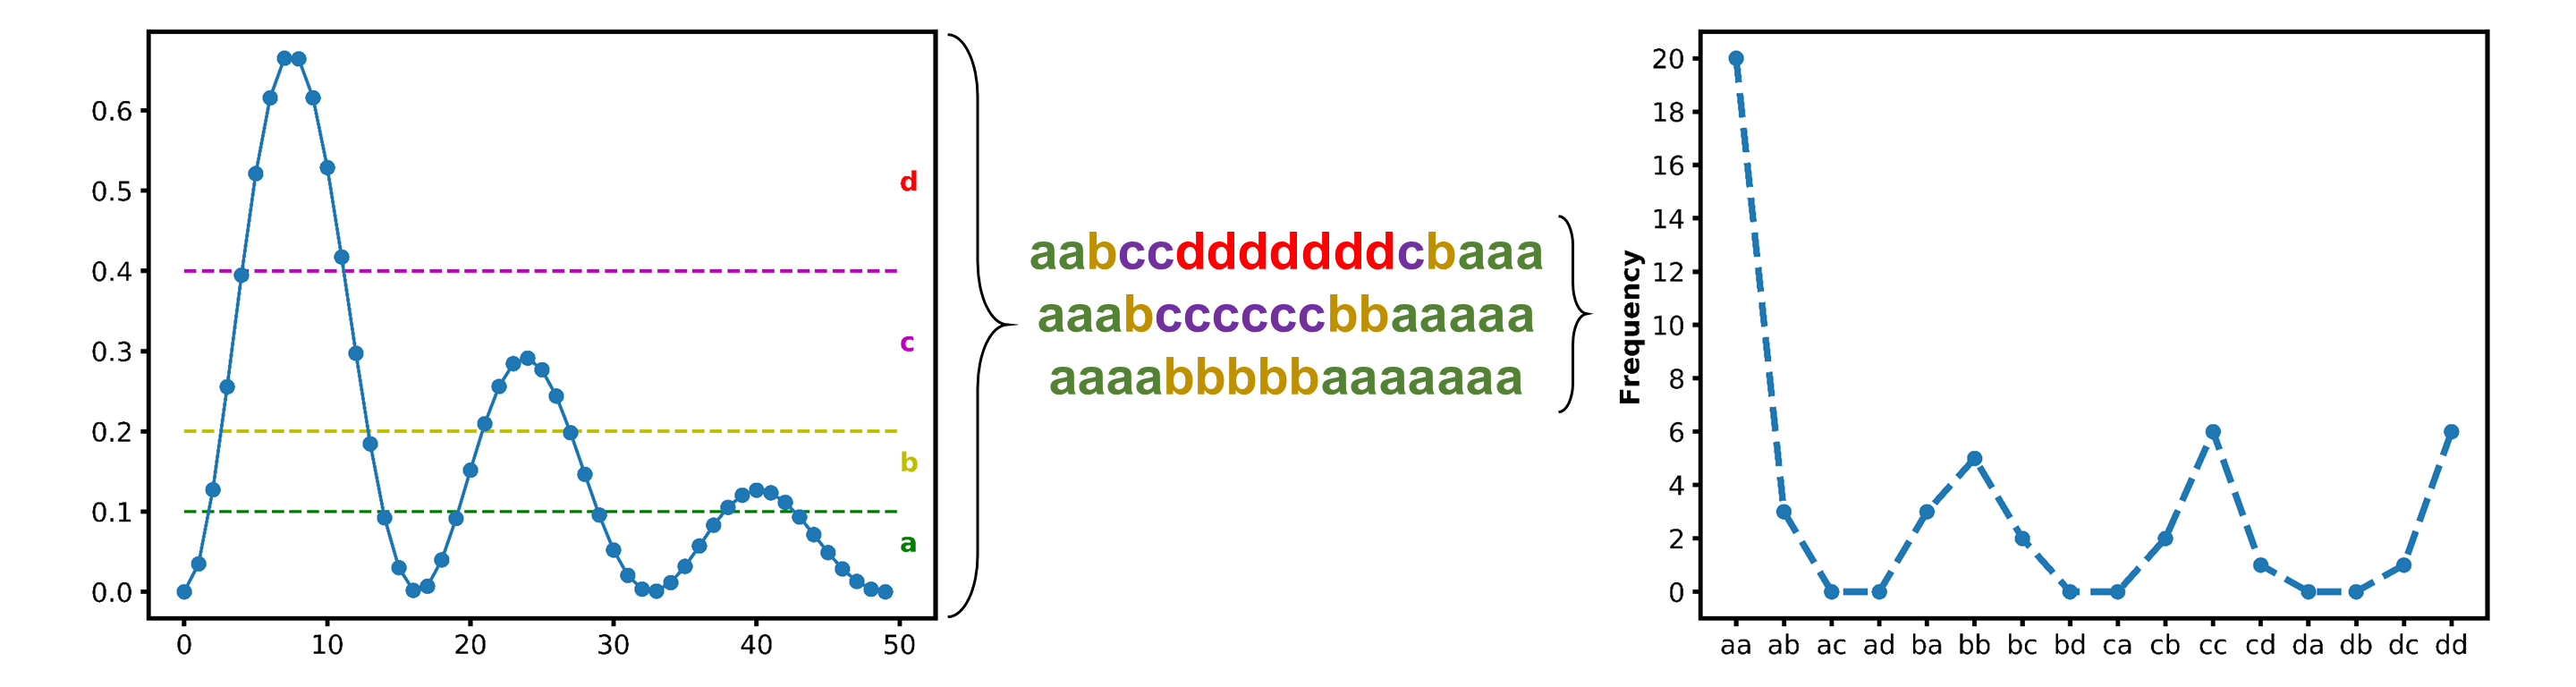 0.6
0.5
0.4
0.3
0.2
0.1
0.0
d
c
b
a
0 10 20 30 40 50
aabccdddddddcbaaa
aaabccccccbbaaaaa
aaaabbbbbaaaaaaa
Frequency
20
18
16
14
12
10
8
6
4
2
0
aa ab ac ad ba bb bc bd ca cb cc cd da db dc dd